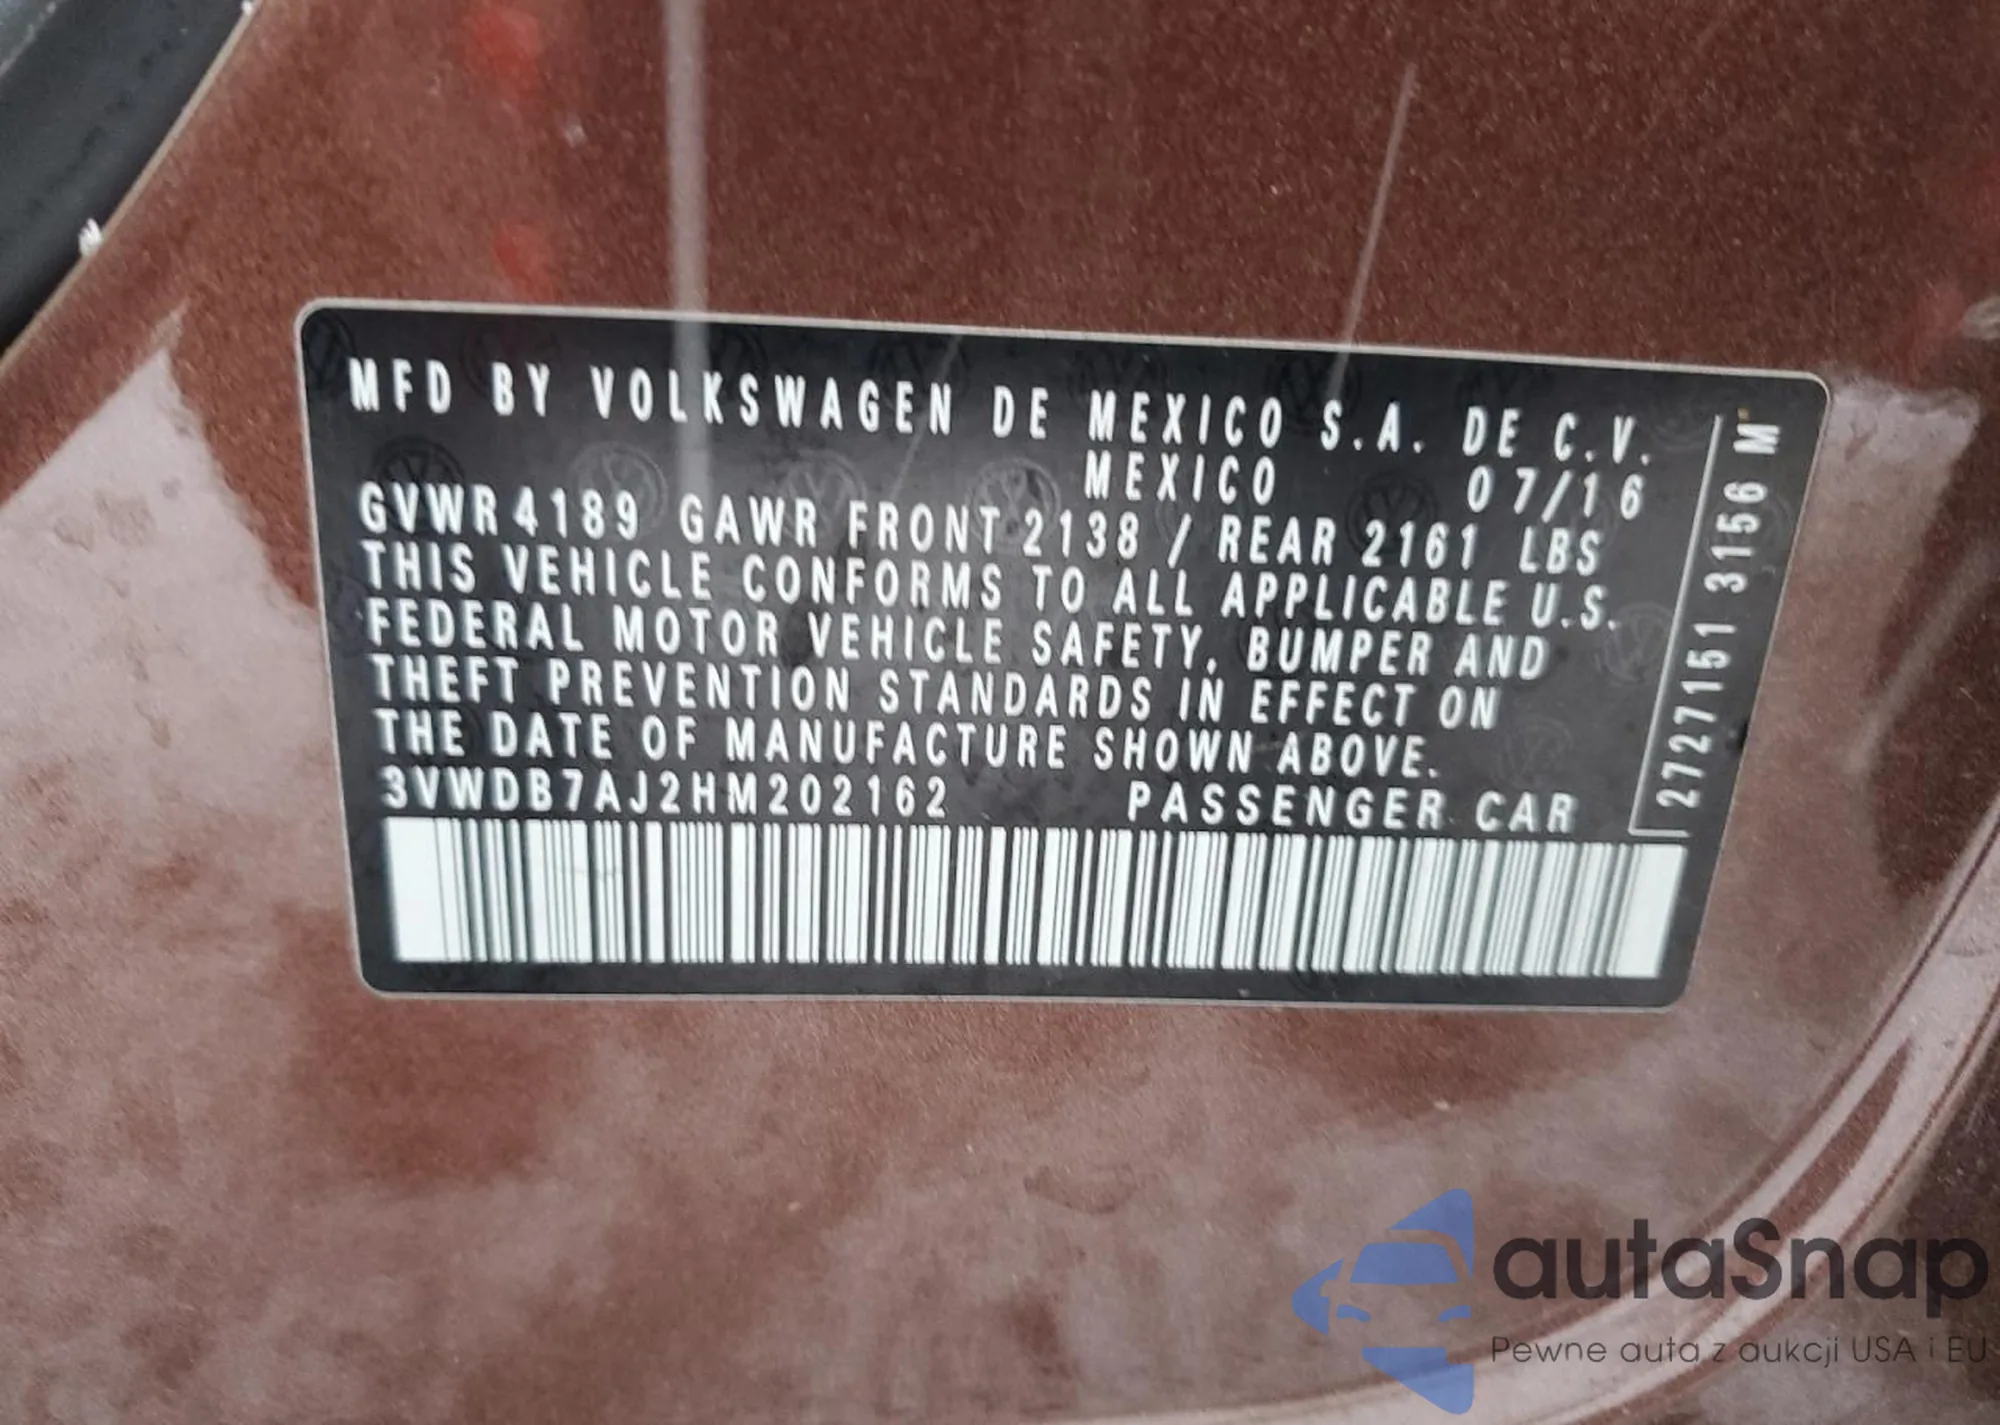 MFD BY VOLKSWAGEN DE MEXICO S.A. DE C.V.
MEXICO 07/16
GVWR 4189 GAWR FRONT 2138 / REAR 2161 LBS
THIS VEHICLE CONFORMS TO ALL APPLICABLE U.S.
FEDERAL MOTOR VEHICLE SAFETY, BUMPER AND
THEFT PREVENTION STANDARDS IN EFFECT ON
THE DATE OF MANUFACTURE SHOWN ABOVE.
3VWDB7AJ2HM202162 PASSENGER CAR
2727151 3156 M
autaSnap
Pewne auta z aukcji USA i EU